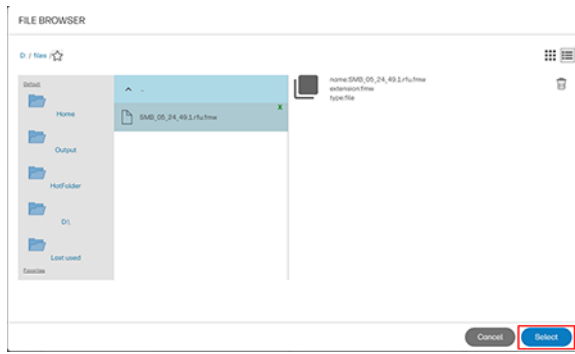 FILE BROWSER
D: / files /
Default
Home
Output
HotFolder
D:\
Last used
Favorites
.
SMB_05_24_49.1.rfu.fmw
X
name:SMB_05_24_49.1.rfu.fmw
extension:fmw
type:file
Cancel
Select